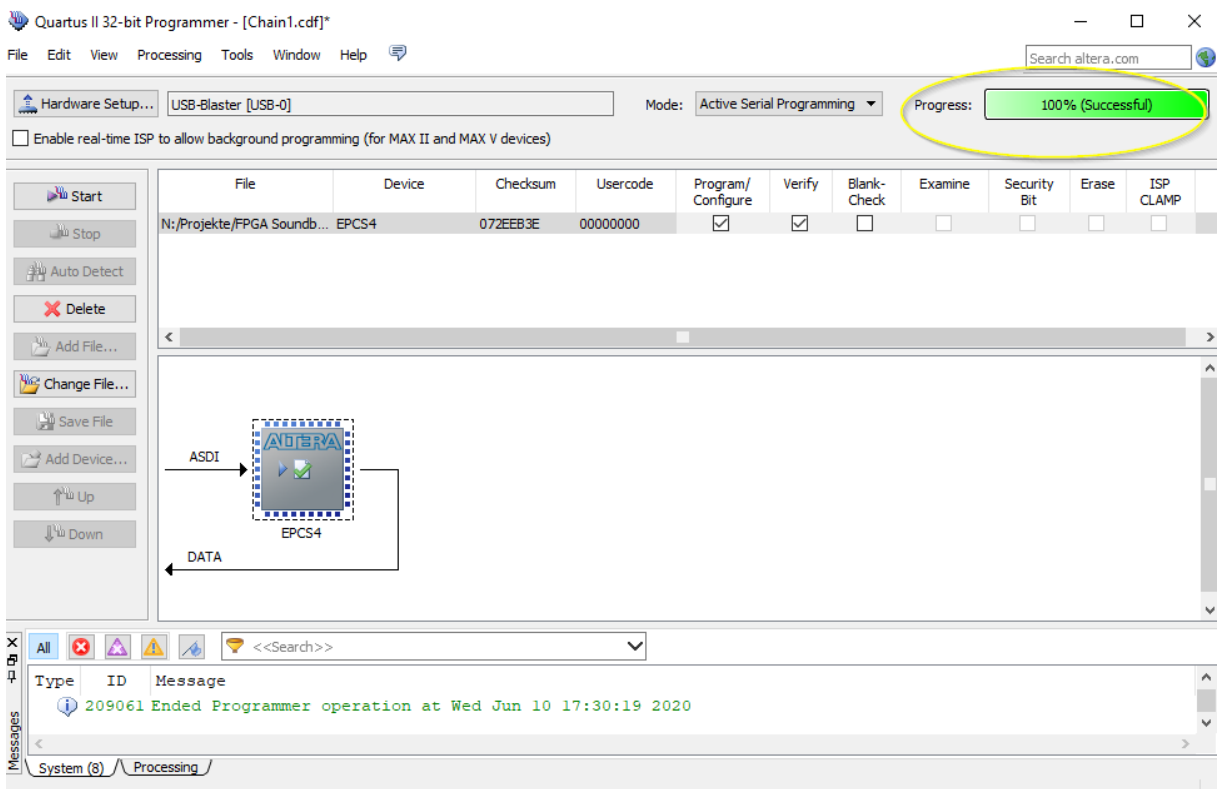 Quartus II 32-bit Programmer - [Chain1.cdf]*
File Edit View Processing Tools Window Help
Search altera.com
Hardware Setup... USB-Blaster [USB-0] Mode: Active Serial Programming Progress: 100% (Successful)
Enable real-time ISP to allow background programming (for MAX II and MAX V devices)
Start
Stop
Auto Detect
Delete
Add File...
Change File...
Save File
Add Device...
Up
Down
File Device Checksum Usercode Program/ Verify Blank- Examine Security Erase ISP
Configure Check Bit CLAMP
N:/Projekte/FPGA Soundb... EPCS4 072EEB3E 00000000
ASDI
ALTERA
EPCS4
DATA
All <<Search>>
Type ID Message
209061 Ended Programmer operation at Wed Jun 10 17:30:19 2020
Messages
System (8) Processing